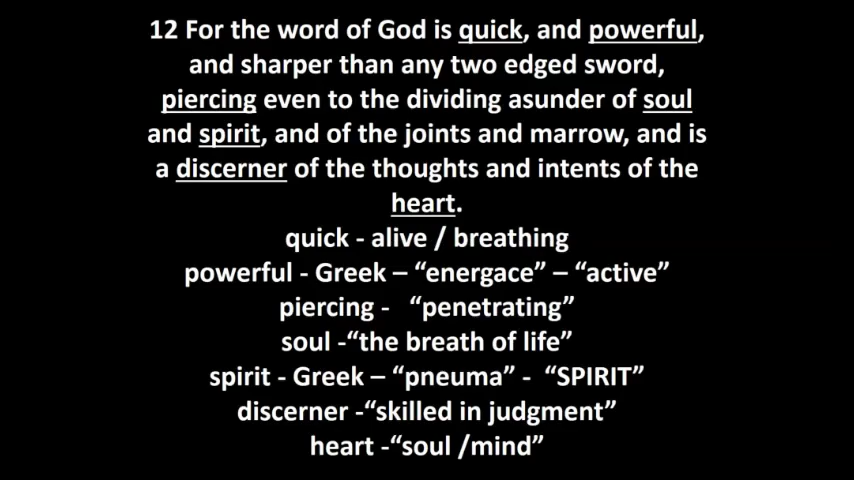 12 For the word of God is quick, and powerful,
and sharper than any two edged sword,
piercing even to the dividing asunder of soul
and spirit, and of the joints and marrow, and is
a discerner of the thoughts and intents of the
heart.
quick - alive / breathing
powerful - Greek – “energace” – “active”
piercing -   “penetrating”
soul -“the breath of life”
spirit - Greek – “pneuma” -  “SPIRIT”
discerner -“skilled in judgment”
heart -“soul /mind”